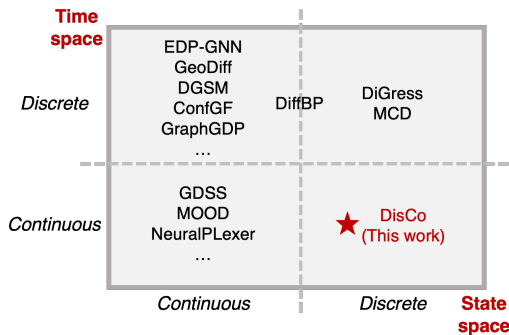 Time
space
EDP-GNN
GeoDiff
DGSM
ConfGF
GraphGDP
...
DiffBP
DiGress
MCD
Discrete
GDSS
MOOD
NeuralPLexer
...
DisCo
(This work)
Continuous
Continuous
Discrete
State
space